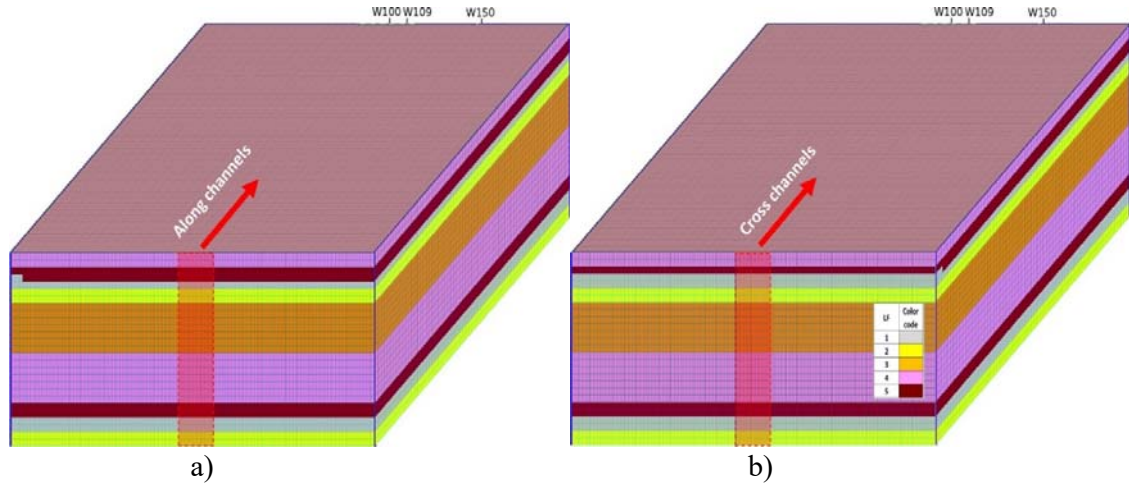 W100 W109 W150
Along channels
a)
W100 W109 W150
Cross channels
LF Color code
1
2
3
4
5
b)